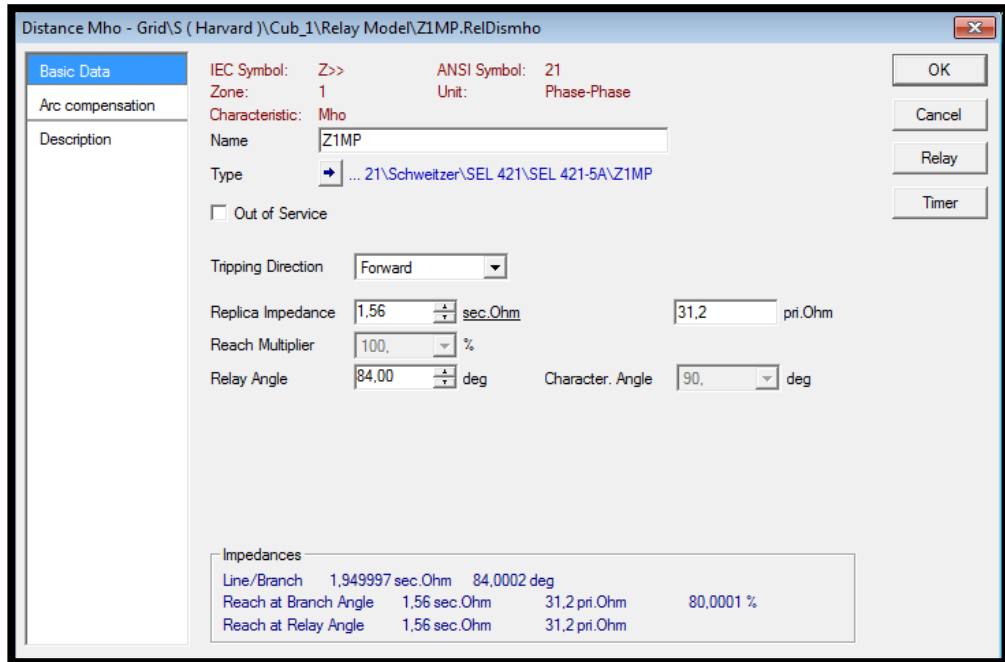 Distance Mho - Grid\S ( Harvard )\Cub_1\Relay Model\Z1MP.RelDismho
Basic Data
Arc compensation
Description
IEC Symbol: Z>> ANSI Symbol: 21
Zone: 1 Unit: Phase-Phase
Characteristic: Mho
Name Z1MP
Type ... 21\Schweitzer\SEL 421\SEL 421-5A\Z1MP
Out of Service
Tripping Direction Forward
Replica Impedance 1,56 sec.Ohm 31,2 pri.Ohm
Reach Multiplier 100, %
Relay Angle 84,00 deg Character. Angle 90, deg
Impedances
Line/Branch 1,949997 sec.Ohm 84,0002 deg
Reach at Branch Angle 1,56 sec.Ohm 31,2 pri.Ohm 80,0001 %
Reach at Relay Angle 1,56 sec.Ohm 31,2 pri.Ohm
OK
Cancel
Relay
Timer